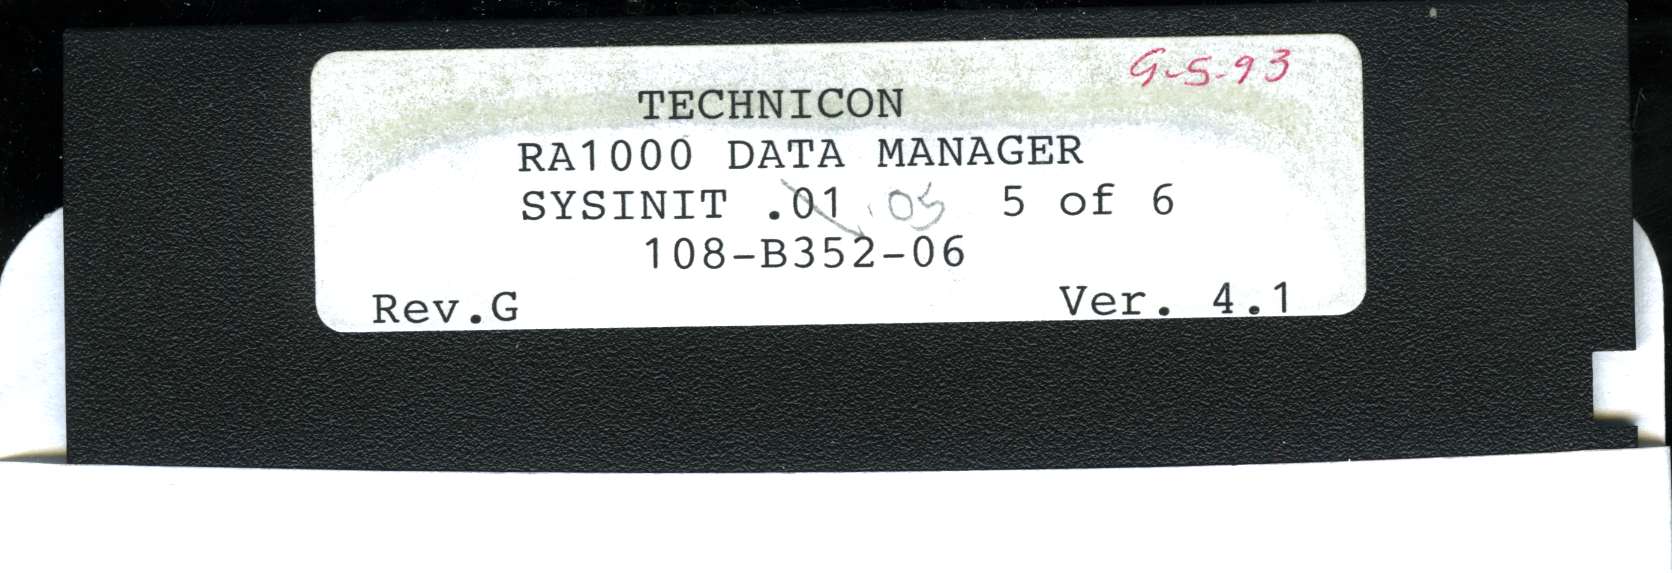 9-5-93
TECHNICON
RA1000 DATA MANAGER
SYSINIT .01 .05 5 of 6
108-B352-06
Rev.G Ver. 4.1